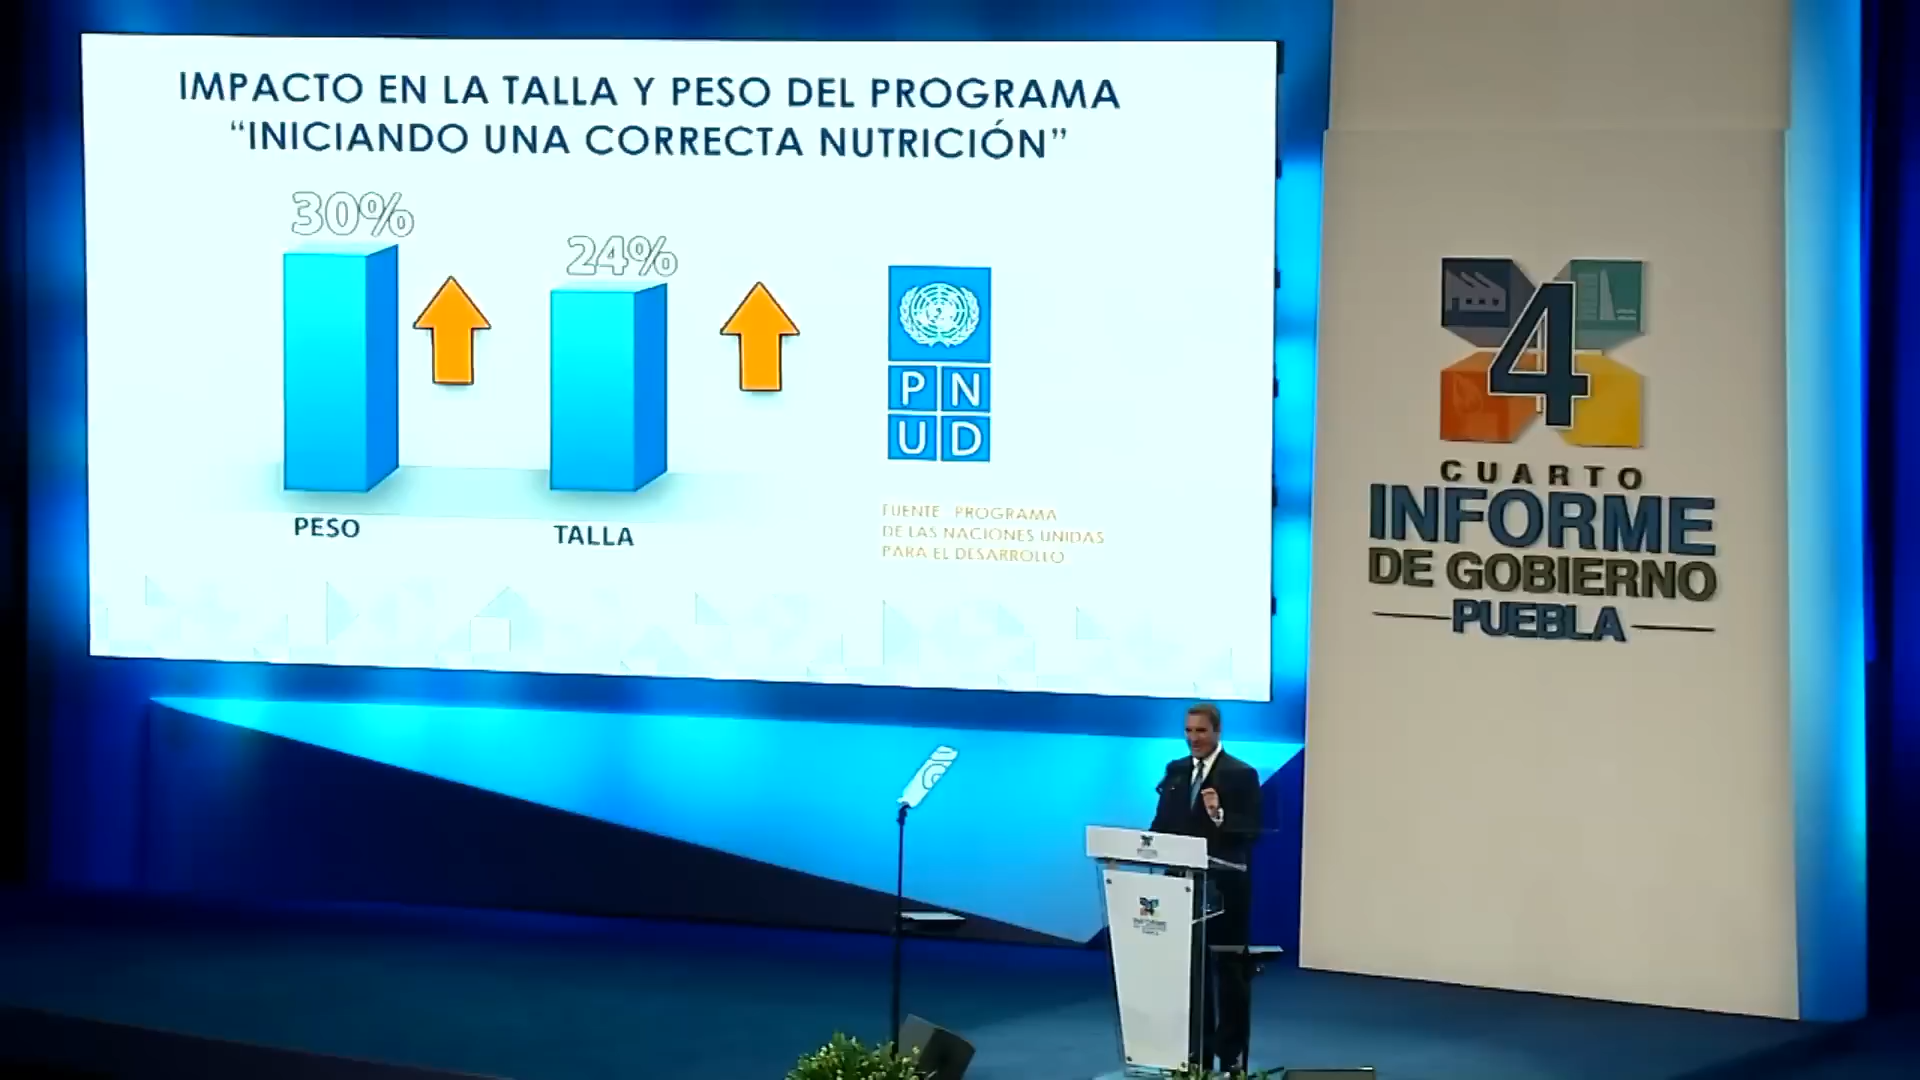 IMPACTO EN LA TALLA Y PESO DEL PROGRAMA
“INICIANDO UNA CORRECTA NUTRICIÓN”
30%
24%
PESO
TALLA
P N
U D
FUENTE: PROGRAMA
DE LAS NACIONES UNIDAS
PARA EL DESARROLLO
4
CUARTO
INFORME
DE GOBIERNO
PUEBLA